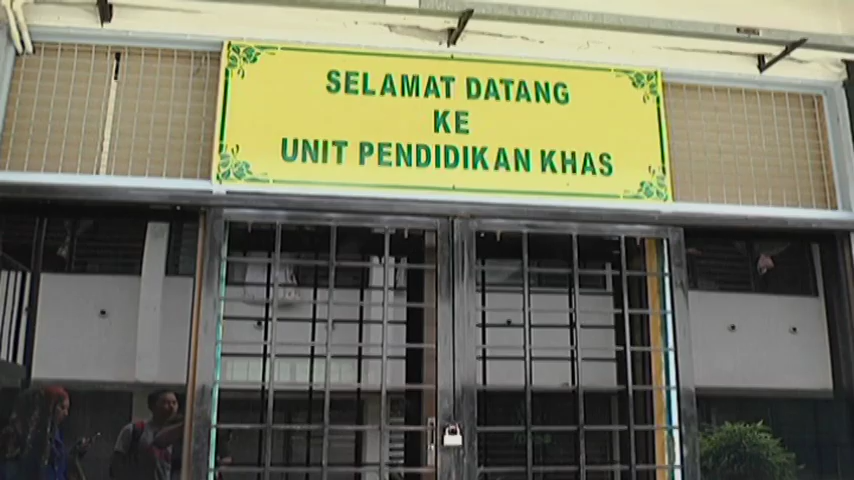 SELAMAT DATANG
KE
UNIT PENDIDIKAN KHAS